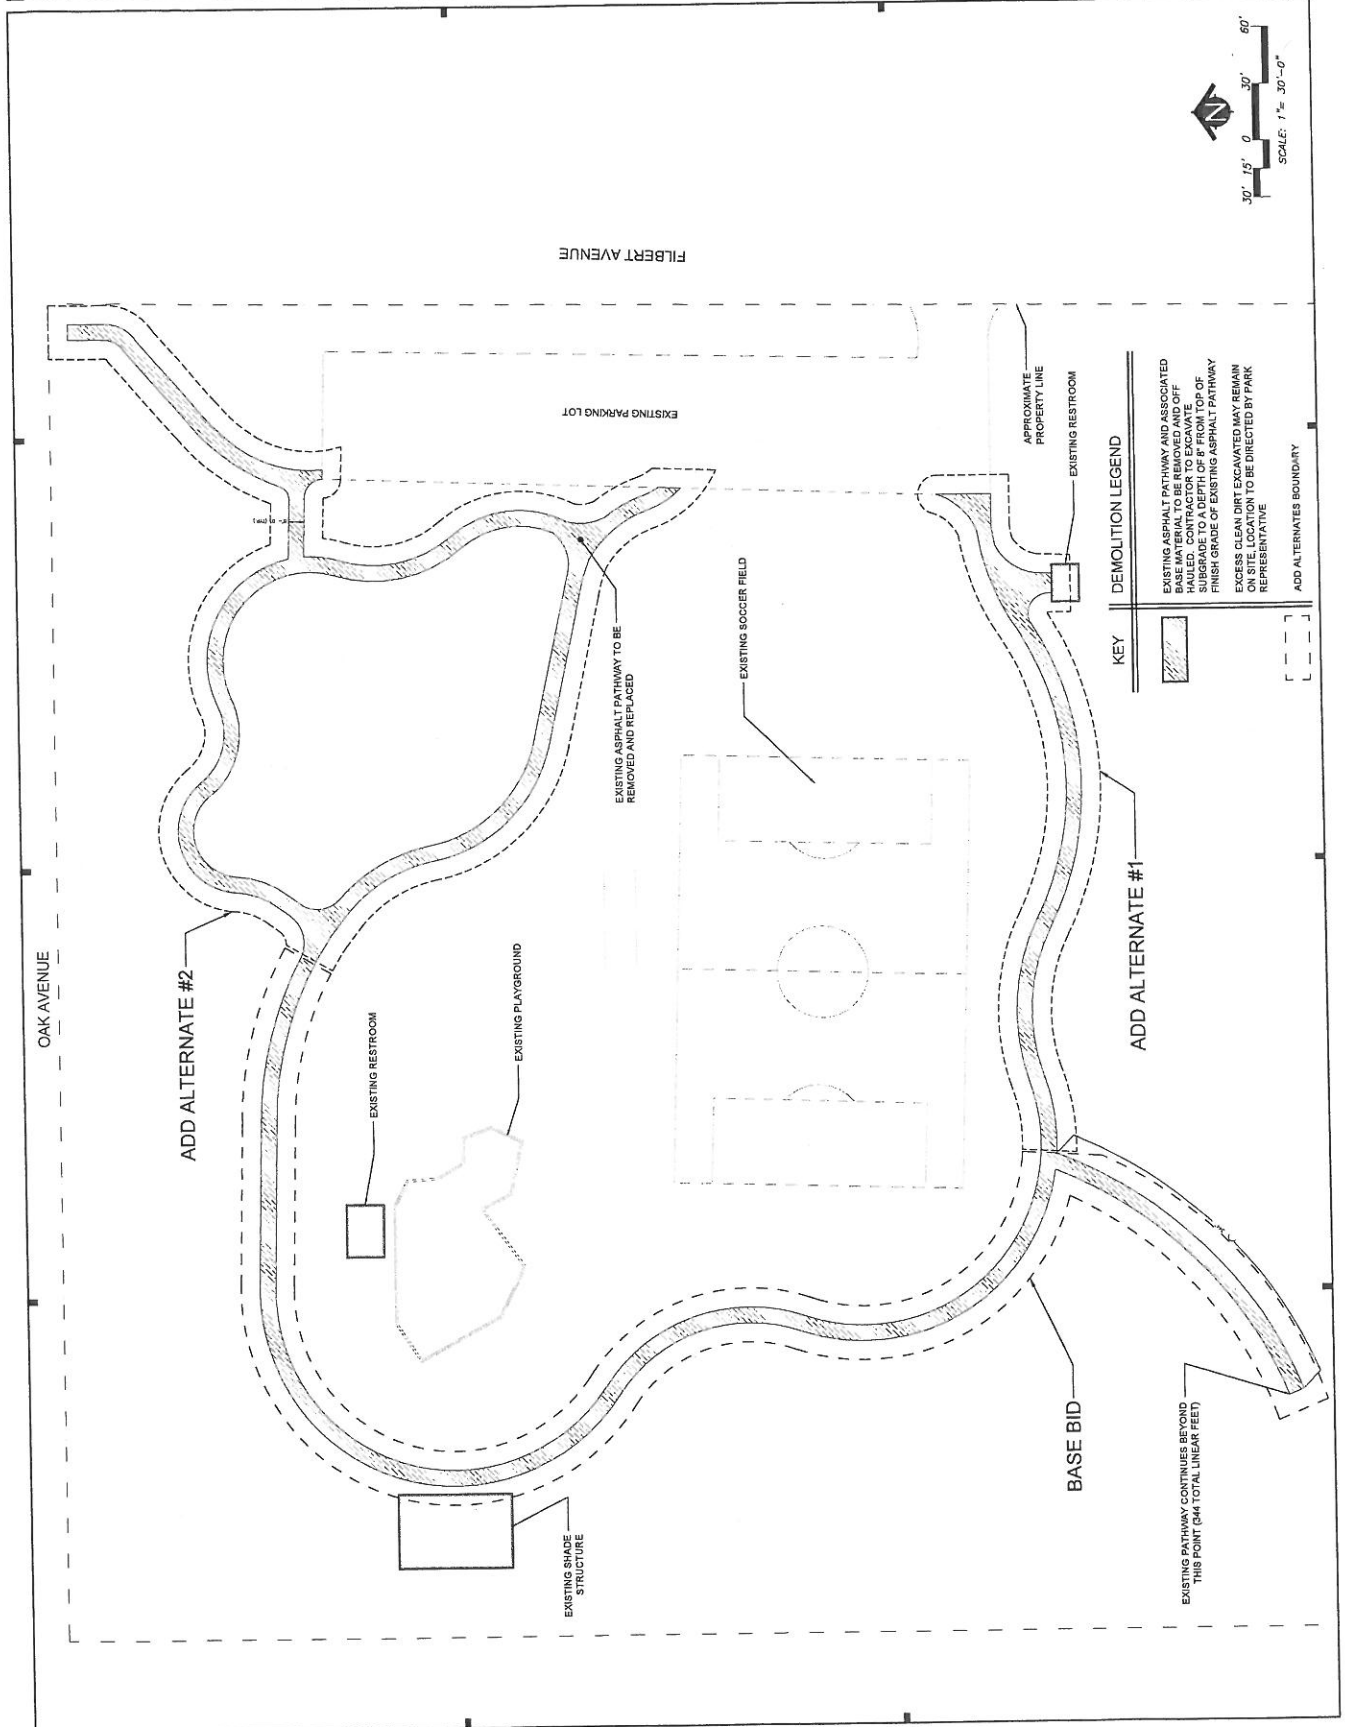 OAK AVENUE
FILBERT AVENUE
ADD ALTERNATE #2
EXISTING RESTROOM
EXISTING PLAYGROUND
EXISTING SHADE
STRUCTURE
EXISTING ASPHALT PATHWAY TO BE
REMOVED AND REPLACED
EXISTING PARKING LOT
EXISTING SOCCER FIELD
APPROXIMATE
PROPERTY LINE
EXISTING RESTROOM
ADD ALTERNATE #1
BASE BID
EXISTING PATHWAY CONTINUES BEYOND
THIS POINT (344 TOTAL LINEAR FEET)
KEY
DEMOLITION LEGEND
EXISTING ASPHALT PATHWAY AND ASSOCIATED
BASE MATERIAL TO BE REMOVED AND OFF
HAULED. CONTRACTOR TO EXCAVATE
SUBGRADE TO A DEPTH OF 8" FROM TOP OF
FINISH GRADE OF EXISTING ASPHALT PATHWAY
EXCESS CLEAN DIRT EXCAVATED MAY REMAIN
ON SITE, LOCATION TO BE DIRECTED BY PARK
REPRESENTATIVE
ADD ALTERNATES BOUNDARY
N
30' 15' 0 30' 60'
SCALE: 1"= 30'-0"